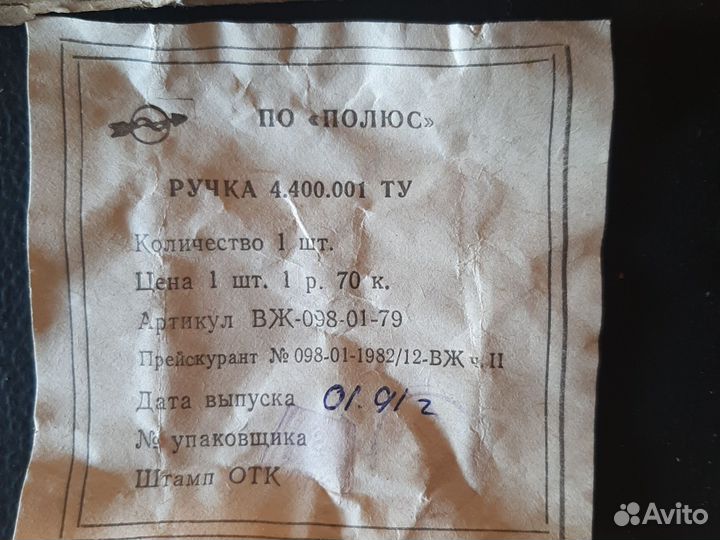 ПО «ПОЛЮС»
РУЧКА 4.400.001 ТУ
Количество 1 шт.
Цена 1 шт. 1 р. 70 к.
Артикул ВЖ-098-01-79
Прейскурант № 098-01-1982/12-ВЖ ч. II
Дата выпуска 01.91г
№ упаковщика
Штамп ОТК
Avito